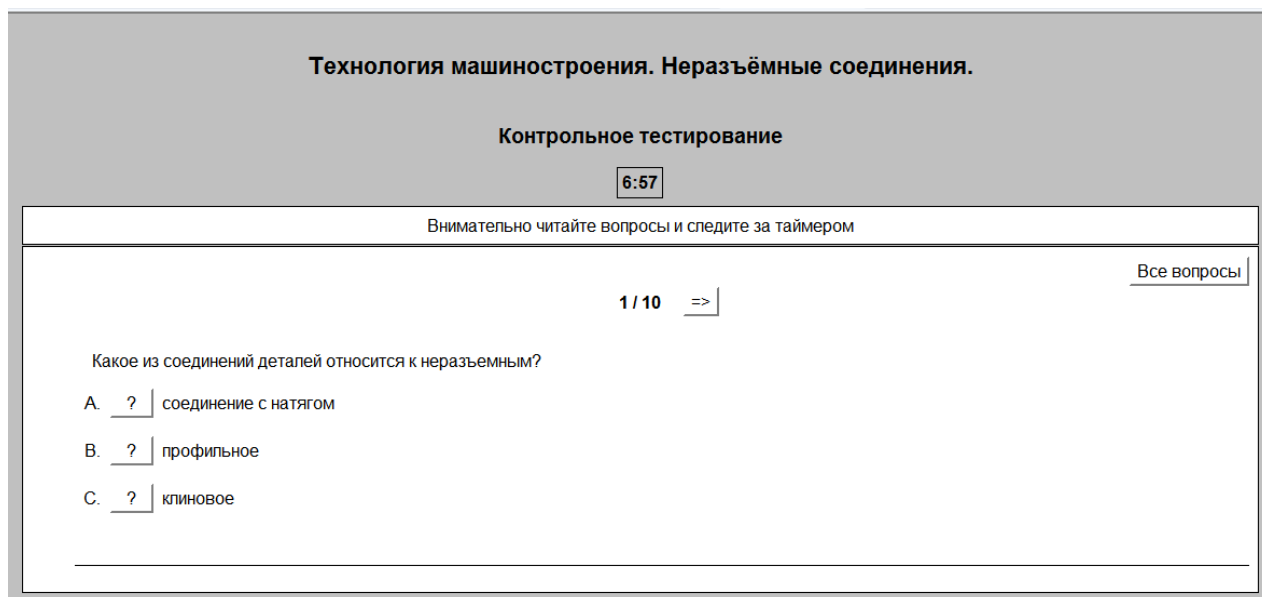 Технология машиностроения. Неразъёмные соединения.
Контрольное тестирование
6:57
Внимательно читайте вопросы и следите за таймером
Все вопросы
1 / 10 =>
Какое из соединений деталей относится к неразъемным?
A. ? соединение с натягом
B. ? профильное
C. ? клиновое